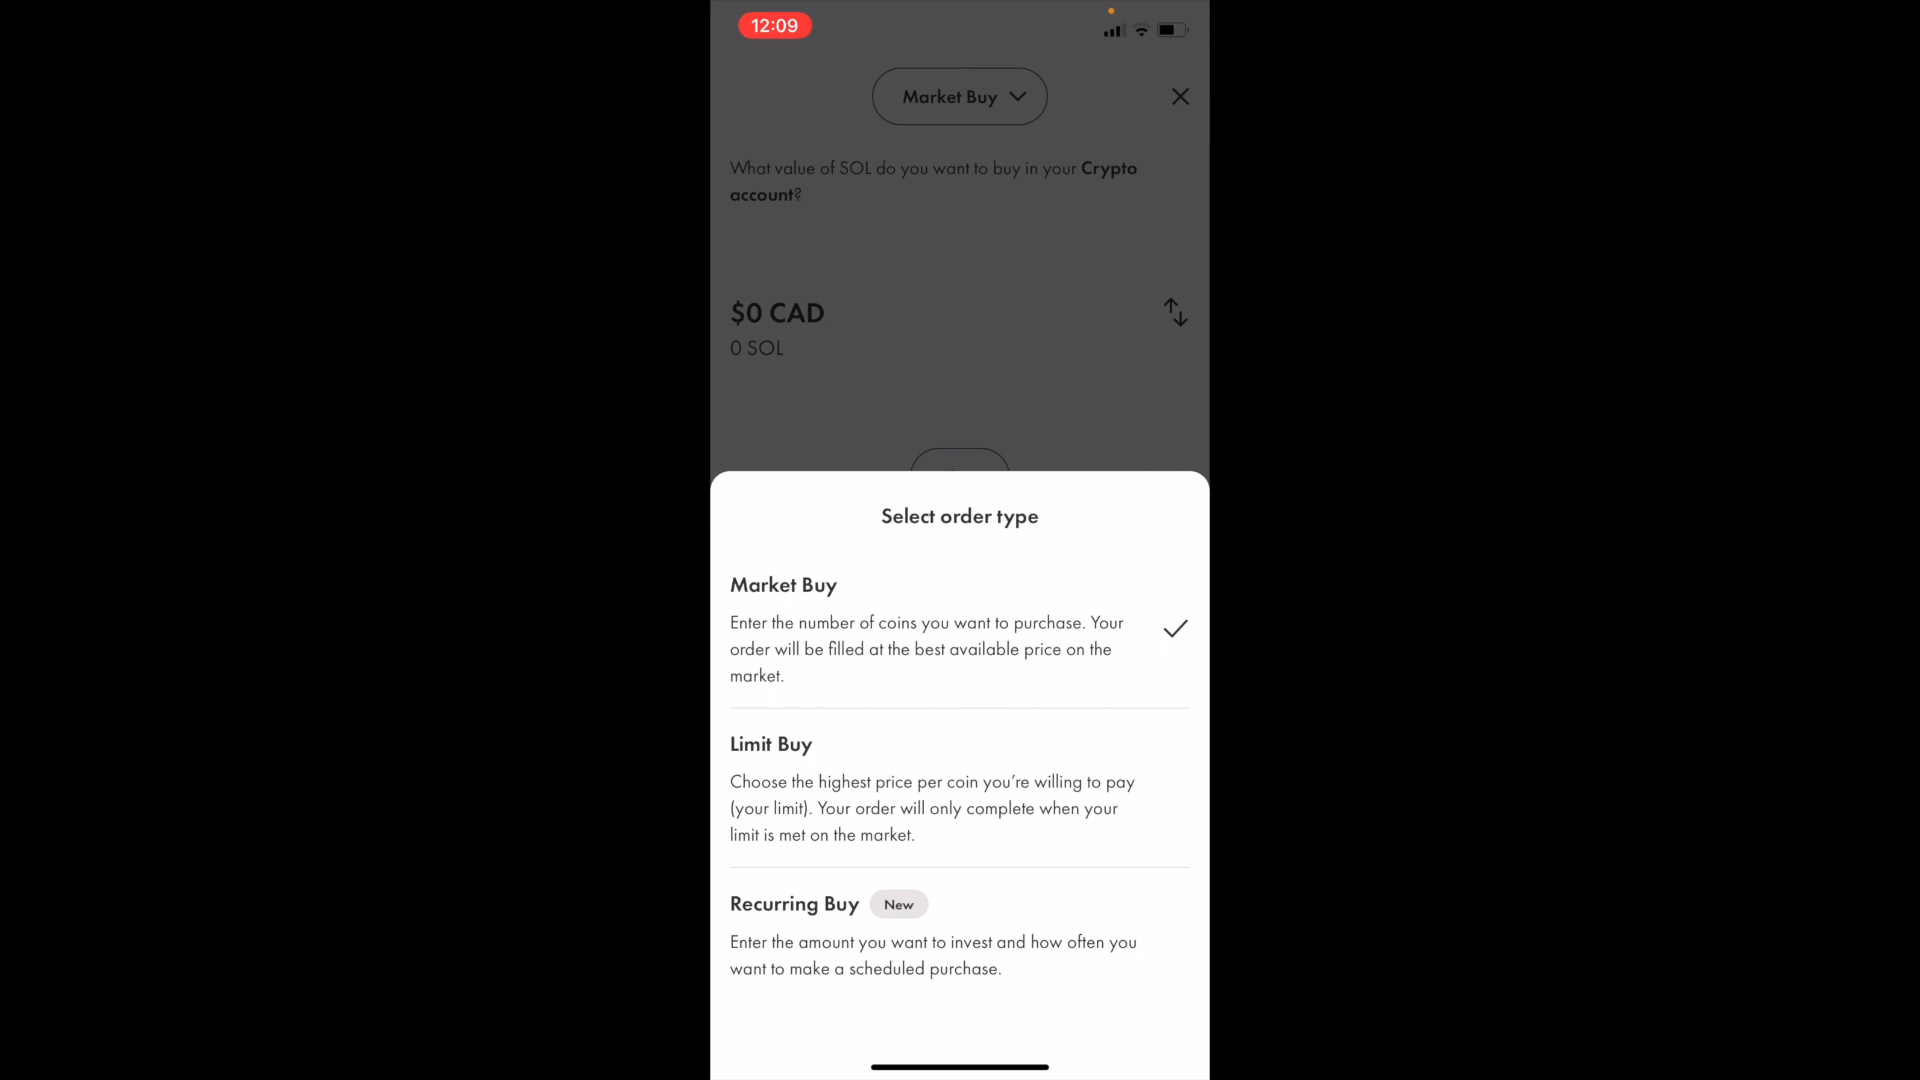 12:09
Market Buy
What value of SOL do you want to buy in your Crypto
account?
$0 CAD
0 SOL
Select order type
Market Buy
Enter the number of coins you want to purchase. Your
order will be filled at the best available price on the
market.
Limit Buy
Choose the highest price per coin you’re willing to pay
(your limit). Your order will only complete when your
limit is met on the market.
Recurring Buy New
Enter the amount you want to invest and how often you
want to make a scheduled purchase.